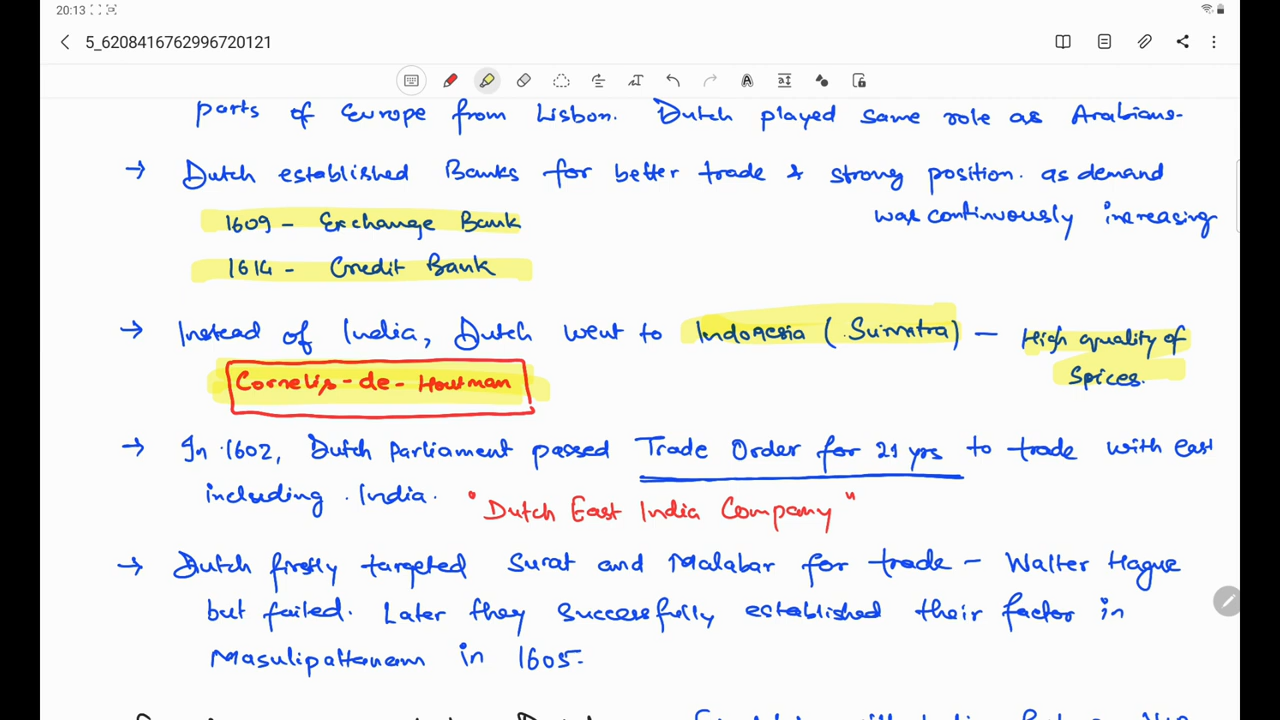 20:13
5_6208416762996720121
parts of Europe from Lisbon. Dutch played same role as Arabians.
→ Dutch established Banks for better trade & strong position. as demand
was continuously increasing
1609 - Exchange Bank
1614 - Credit Bank
→ Instead of India, Dutch went to Indonesia (Sumatra) - High quality of
Spices.
Cornelis-de-Houtman
→ In 1602, Dutch Parliament passed Trade Order for 21 yrs to trade with east
including India. "Dutch East India Company"
→ Dutch firstly targeted Surat and Malabar for trade - Walter Hague
but failed. Later they successfully established their factor in
Masulipattanam in 1605.